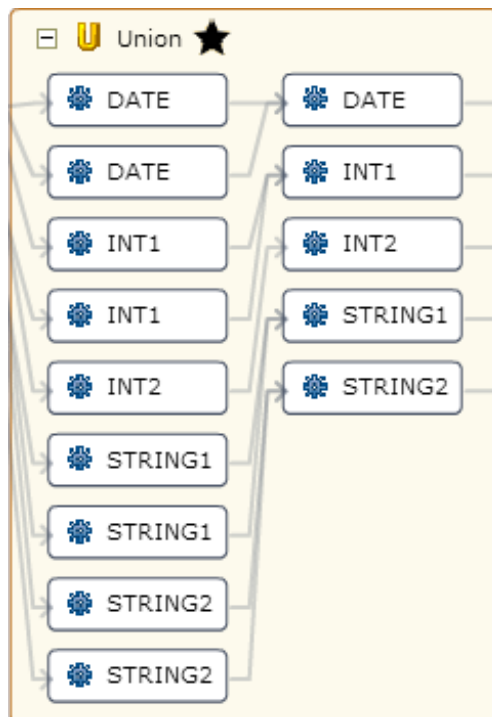 Union
DATE
DATE
INT1
INT1
INT2
STRING1
STRING1
STRING2
STRING2
DATE
INT1
INT2
STRING1
STRING2